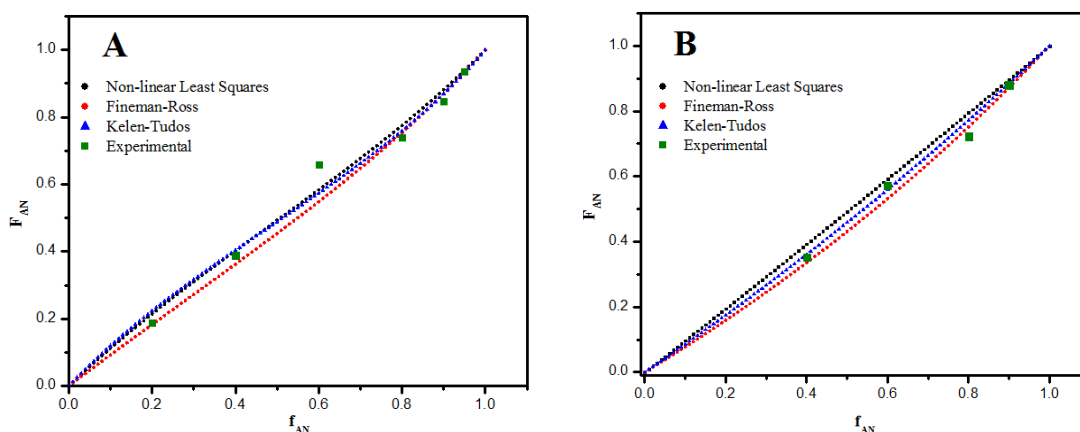 A
Non-linear Least Squares
Fineman-Ross
Kelen-Tudos
Experimental
1.0
0.8
0.6
0.4
0.2
0.0
F_AN
0.0 0.2 0.4 0.6 0.8 1.0
f_AN
B
Non-linear Least Squares
Fineman-Ross
Kelen-Tudos
Experimental
1.0
0.8
0.6
0.4
0.2
0.0
F_AN
0.0 0.2 0.4 0.6 0.8 1.0
f_AN